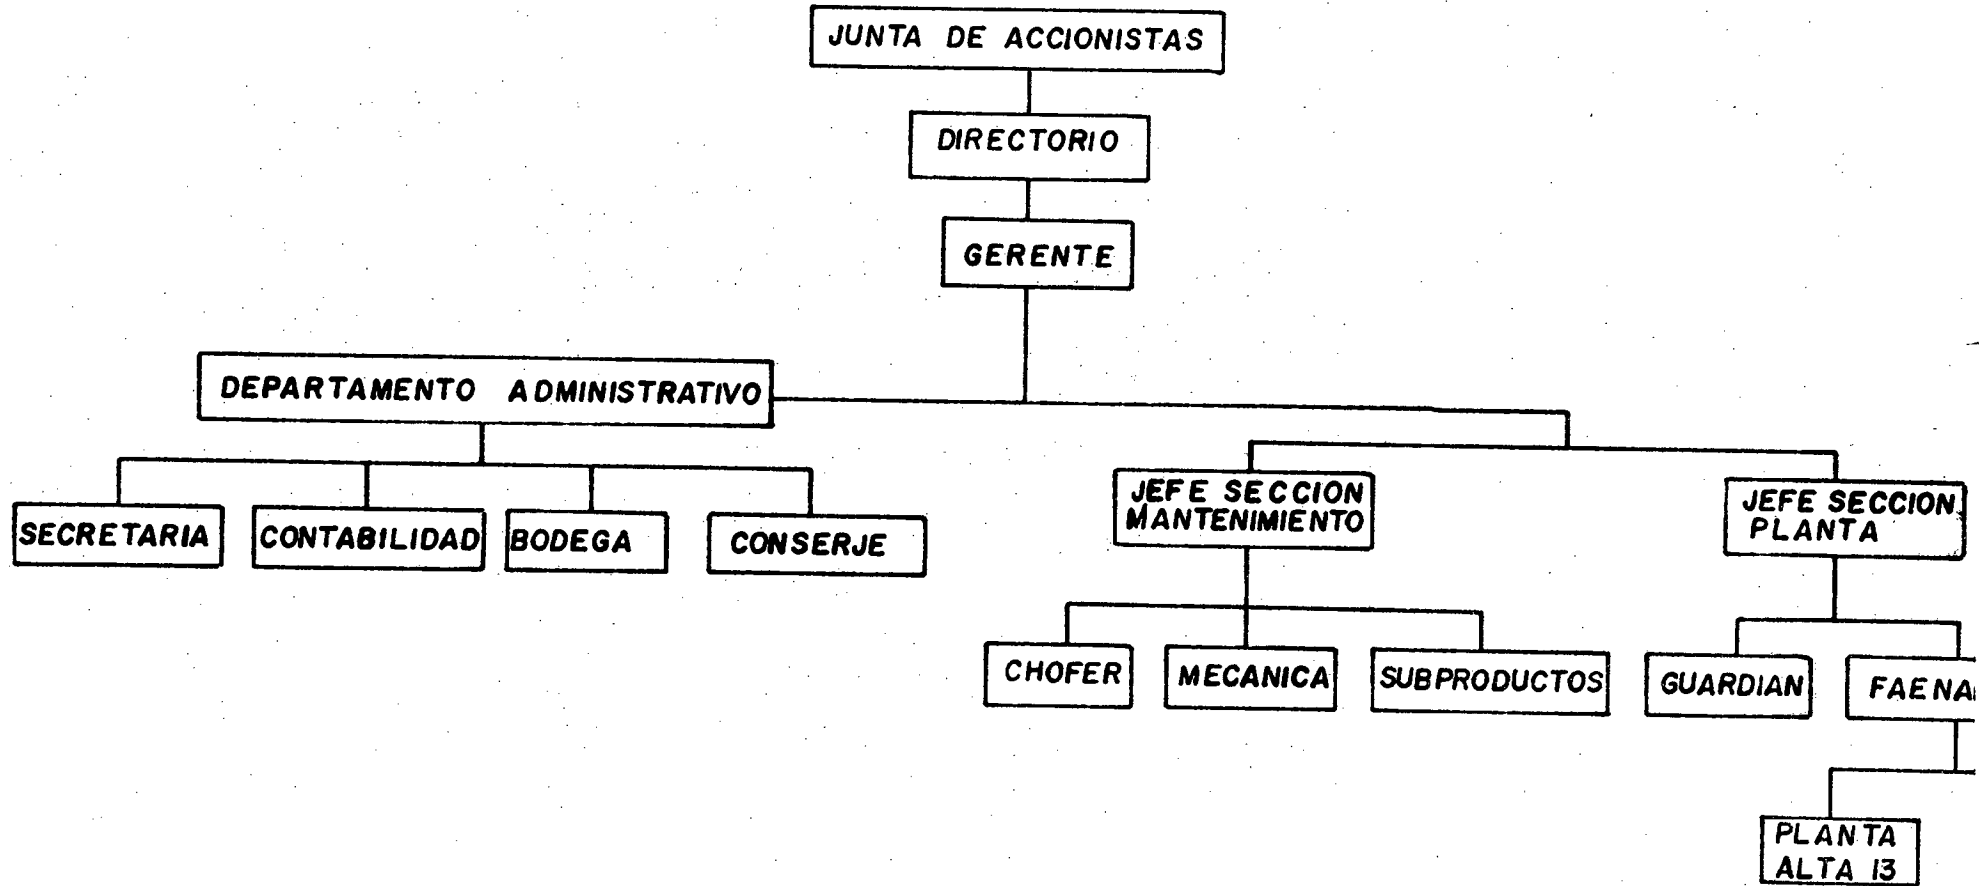 JUNTA DE ACCIONISTAS
DIRECTORIO
GERENTE
DEPARTAMENTO ADMINISTRATIVO
SECRETARIA
CONTABILIDAD
BODEGA
CONSERJE
JEFE SECCION
MANTENIMIENTO
JEFE SECCION
PLANTA
CHOFER
MECANICA
SUBPRODUCTOS
GUARDIAN
PLANTA
ALTA 13